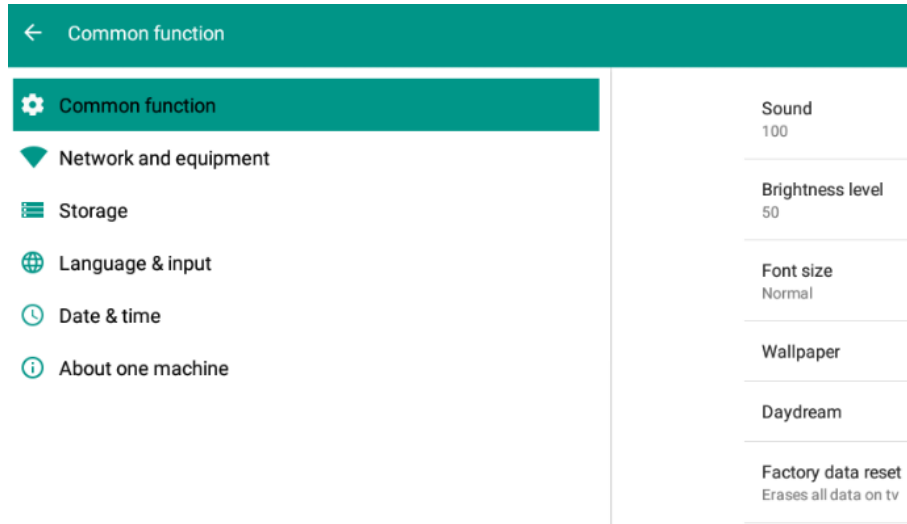 Common function
Common function
Network and equipment
Storage
Language & input
Date & time
About one machine
Sound
100
Brightness level
50
Font size
Normal
Wallpaper
Daydream
Factory data reset
Erases all data on tv